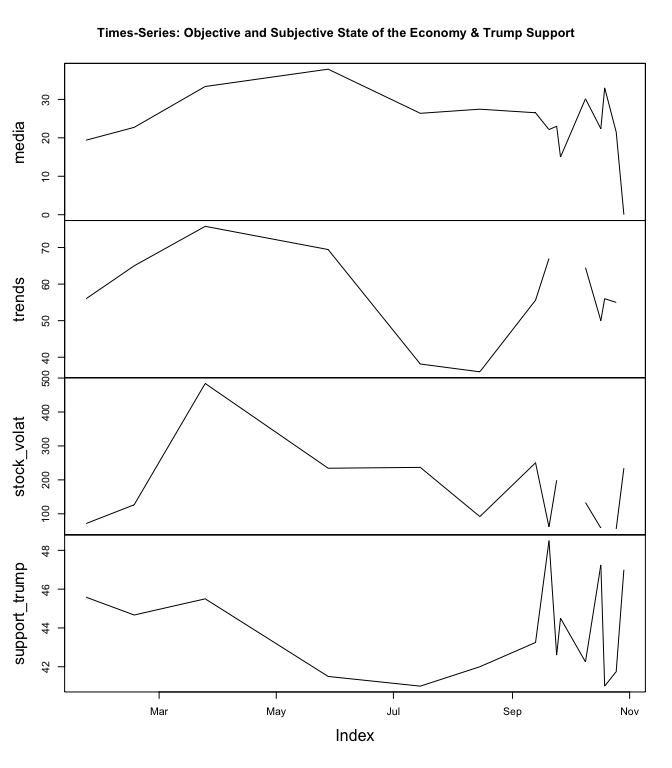 Times-Series: Objective and Subjective State of the Economy & Trump Support
media
30
20
10
0
trends
70
60
50
40
stock_volat
500
400
300
200
100
support_trump
48
46
44
42
Mar May Jul Sep Nov
Index